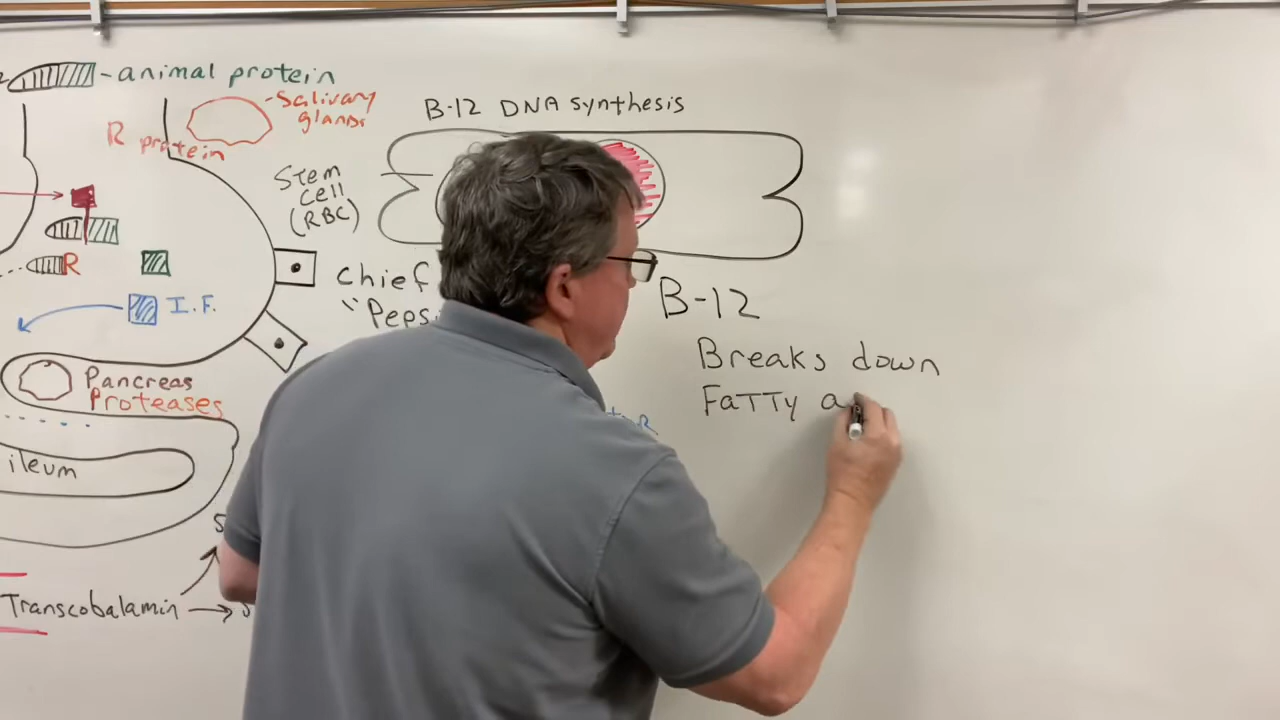 -animal protein
-Salivary
glands
R protein
B-12 DNA synthesis
Stem
cell
(RBC)
R
I.F.
chief
B-12
Breaks down
Fatty a
Pancreas
Proteases
ileum
Transcobalamin